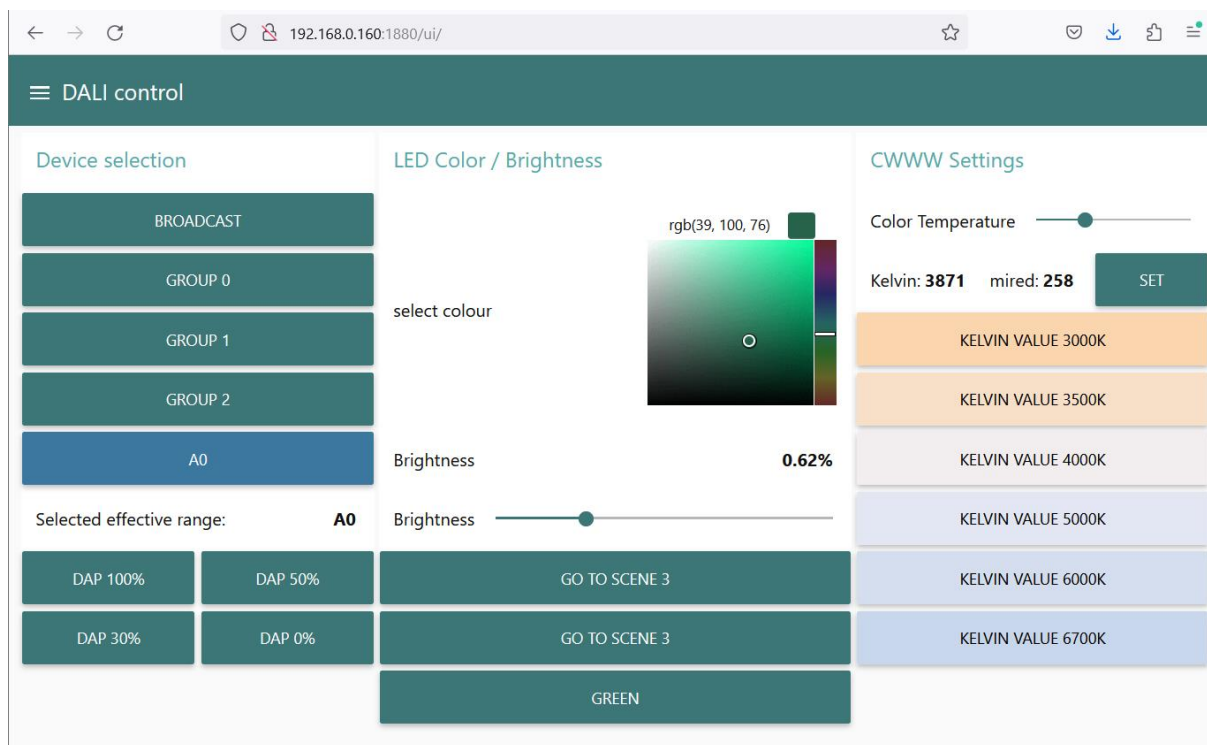 192.168.0.160:1880/ui/
DALI control
Device selection
BROADCAST
GROUP 0
GROUP 1
GROUP 2
A0
Selected effective range: A0
DAP 100% DAP 50%
DAP 30% DAP 0%
LED Color / Brightness
rgb(39, 100, 76)
select colour
Brightness 0.62%
Brightness
GO TO SCENE 3
GO TO SCENE 3
GREEN
CWWW Settings
Color Temperature
Kelvin: 3871 mired: 258 SET
KELVIN VALUE 3000K
KELVIN VALUE 3500K
KELVIN VALUE 4000K
KELVIN VALUE 5000K
KELVIN VALUE 6000K
KELVIN VALUE 6700K